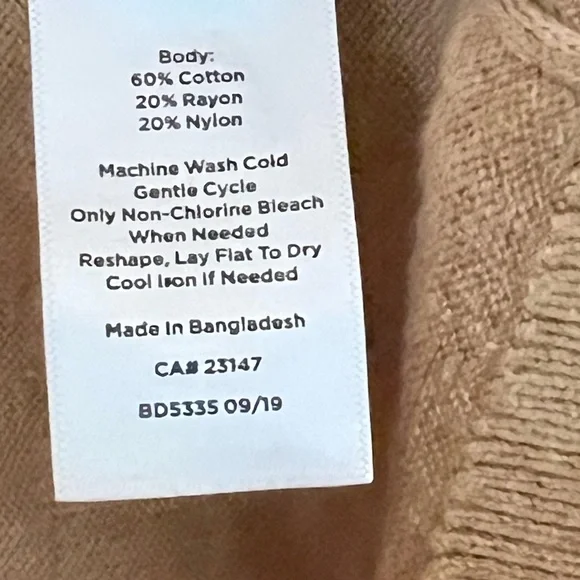 Body:
60% Cotton
20% Rayon
20% Nylon
Machine Wash Cold
Gentle Cycle
Only Non-Chlorine Bleach
When Needed
Reshape, Lay Flat To Dry
Cool Iron If Needed
Made In Bangladesh
CA# 23147
BD5335 09/19